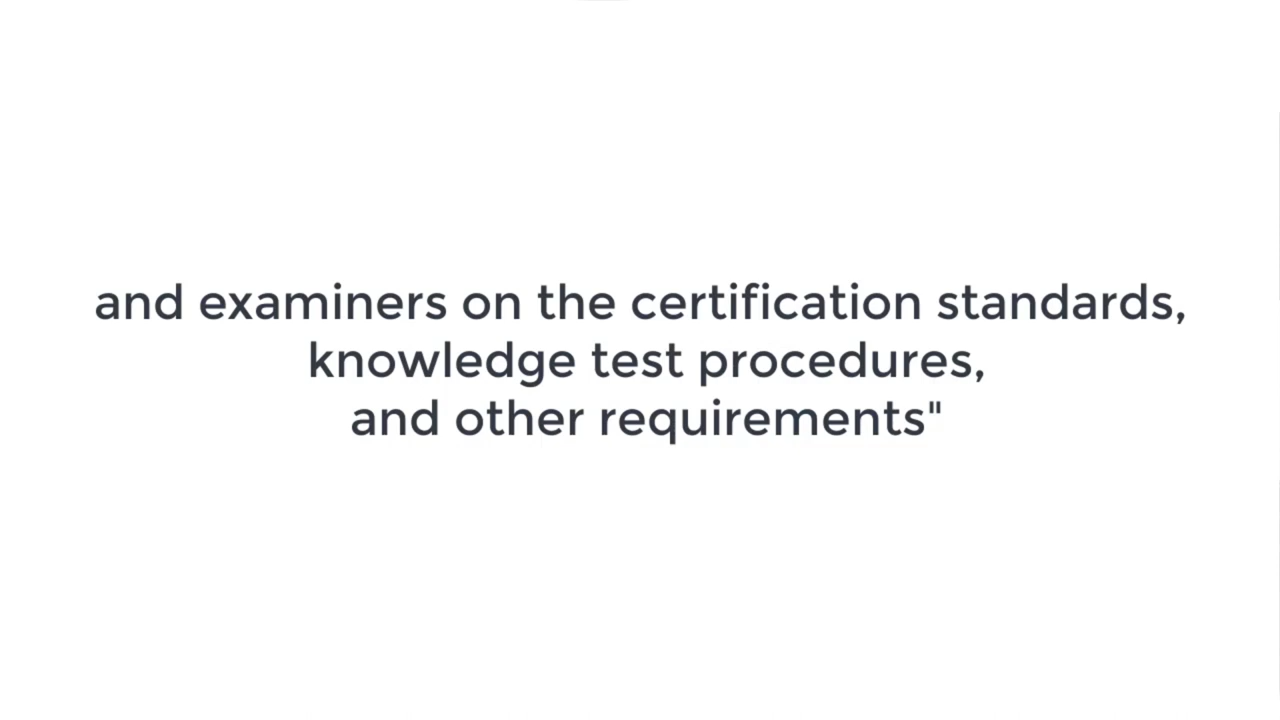 and examiners on the certification standards,
knowledge test procedures,
and other requirements"